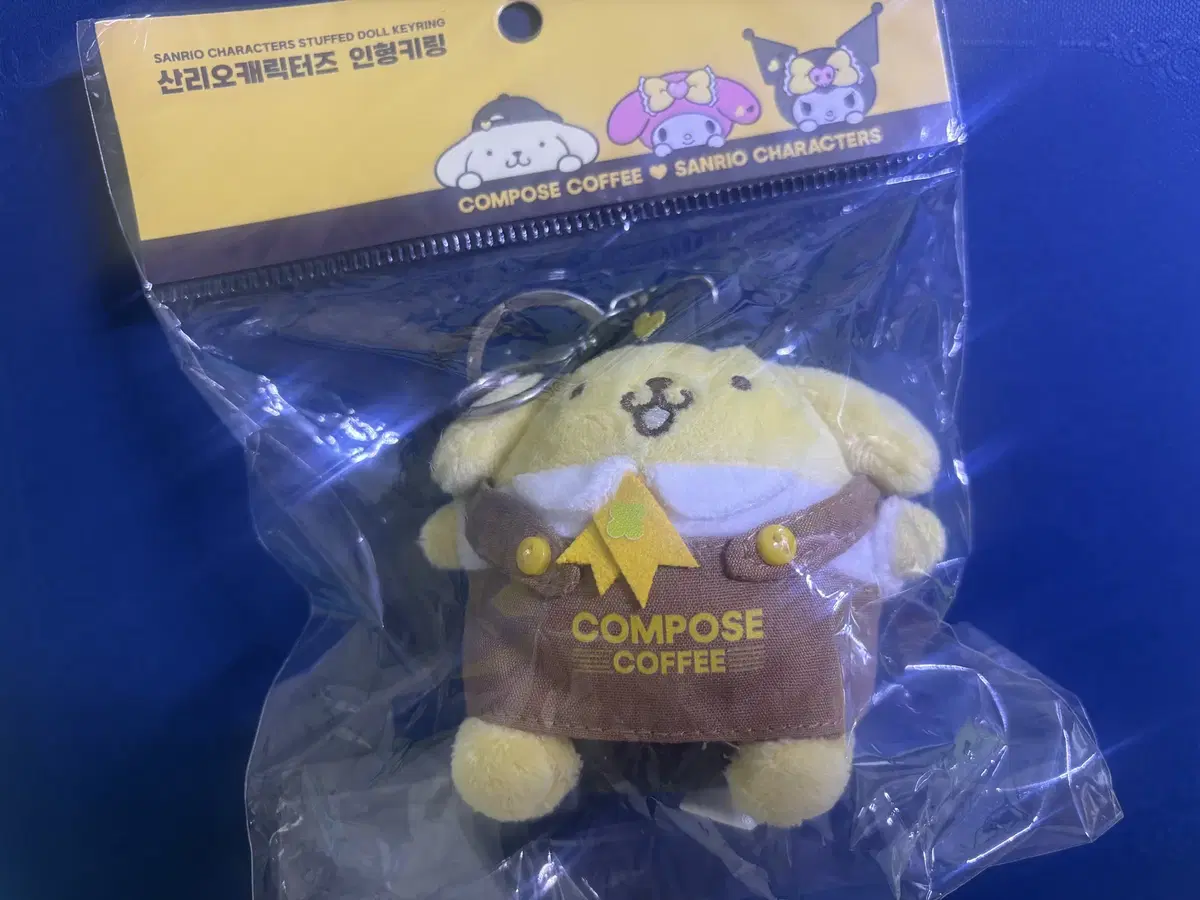 SANRIO CHARACTERS STUFFED DOLL KEYRING
산리오캐릭터즈 인형키링
COMPOSE COFFEE SANRIO CHARACTERS
COMPOSE
COFFEE